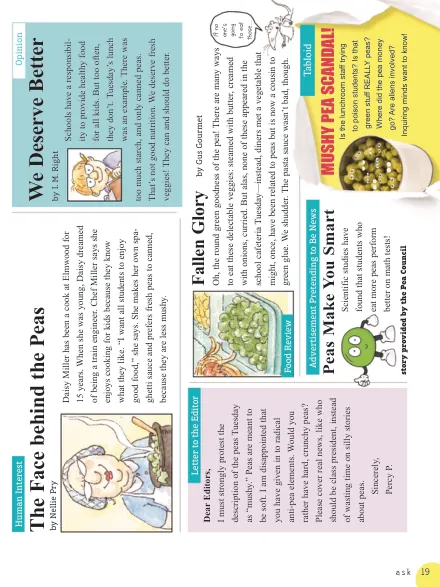 Human Interest
The Face behind the Peas
by Nellie Pry
Daisy Miller has been a cook at Elmwood for
15 years. When she was young, Daisy dreamed
of being a train engineer. Chef Miller says she
enjoys cooking for kids because they know
what they like. “I want all students to enjoy
good food,” she says. She makes her own spa-
ghetti sauce and prefers fresh peas to canned,
because they are less mushy.
Opinion
We Deserve Better
by I. M. Right
Schools have a responsibil-
ity to provide healthy food
for all kids. But too often,
they don’t. Tuesday’s lunch
was an example. There was
too much starch, and only canned peas.
That’s not good nutrition. We deserve fresh
veggies! They can and should do better.
Letter to the Editor
Dear Editors,
I must strongly protest the
description of the peas Tuesday
as “mushy.” Peas are meant to
be soft. I am disappointed that
you have given in to radical
anti-pea elements. Would you
rather have hard, crunchy peas?
Please cover real news, like who
should be class president, instead
of wasting time on silly stories
about peas.
Sincerely,
Percy P.
Food Review
Fallen Glory
by Gus Gourmet
Oh, the round green goodness of the pea! There are many ways
to eat these delectable veggies: steamed with butter, creamed
with onions, curried. But alas, none of these appeared in the
school cafeteria Tuesday—instead, diners met a vegetable that
might, once, have been related to peas but is now a cousin to
green glue. We shudder. The pasta sauce wasn’t bad, though.
If no
one’s
going
to eat
those
Advertisement Pretending to Be News
Peas Make You Smart
Scientific studies have
found that students who
eat more peas perform
better on math tests!
story provided by the Pea Council
Tabloid
MUSHY PEA SCANDAL!
Is the lunchroom staff trying
to poison students? Is that
green stuff REALLY peas?
Where did the pea money
go? Are aliens involved?
Inquiring minds want to know!
ask 19